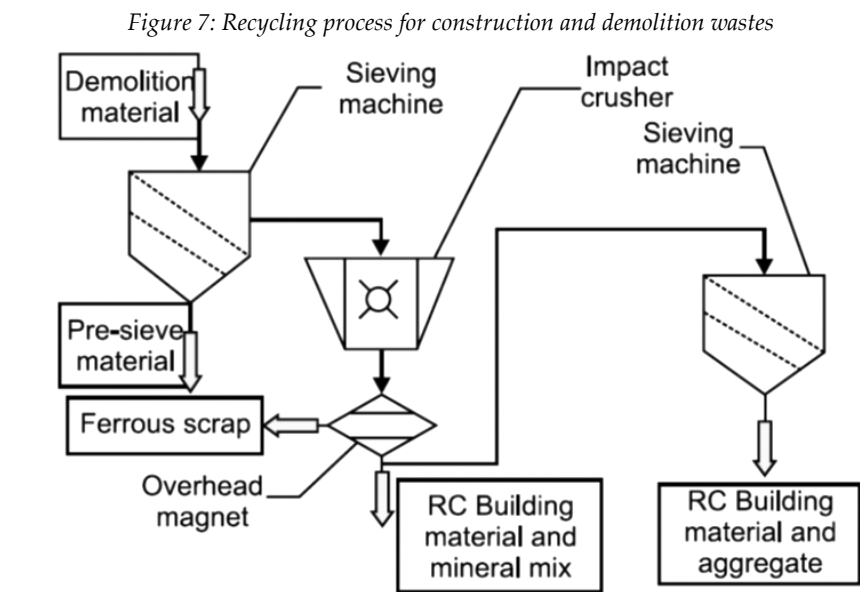 Figure 7: Recycling process for construction and demolition wastes
Demolition
material
Sieving
machine
Impact
crusher
Sieving
machine
Pre-sieve
material
Ferrous scrap
Overhead
magnet
RC Building
material and
mineral mix
RC Building
material and
aggregate